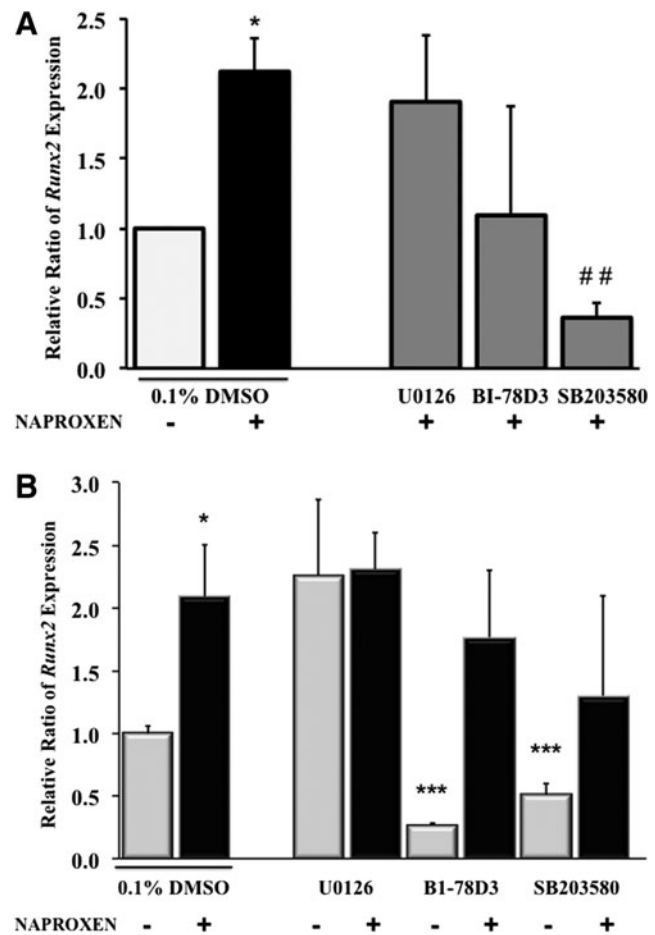 A
Relative Ratio of Runx2 Expression
2.5
2.0
1.5
1.0
0.5
0.0
*
# #
0.1% DMSO U0126 BI-78D3 SB203580
NAPROXEN - + + + +
B
Relative Ratio of Runx2 Expression
3.0
2.5
2.0
1.5
1.0
0.5
0.0
*
***
***
0.1% DMSO U0126 B1-78D3 SB203580
NAPROXEN - + - + - + - +